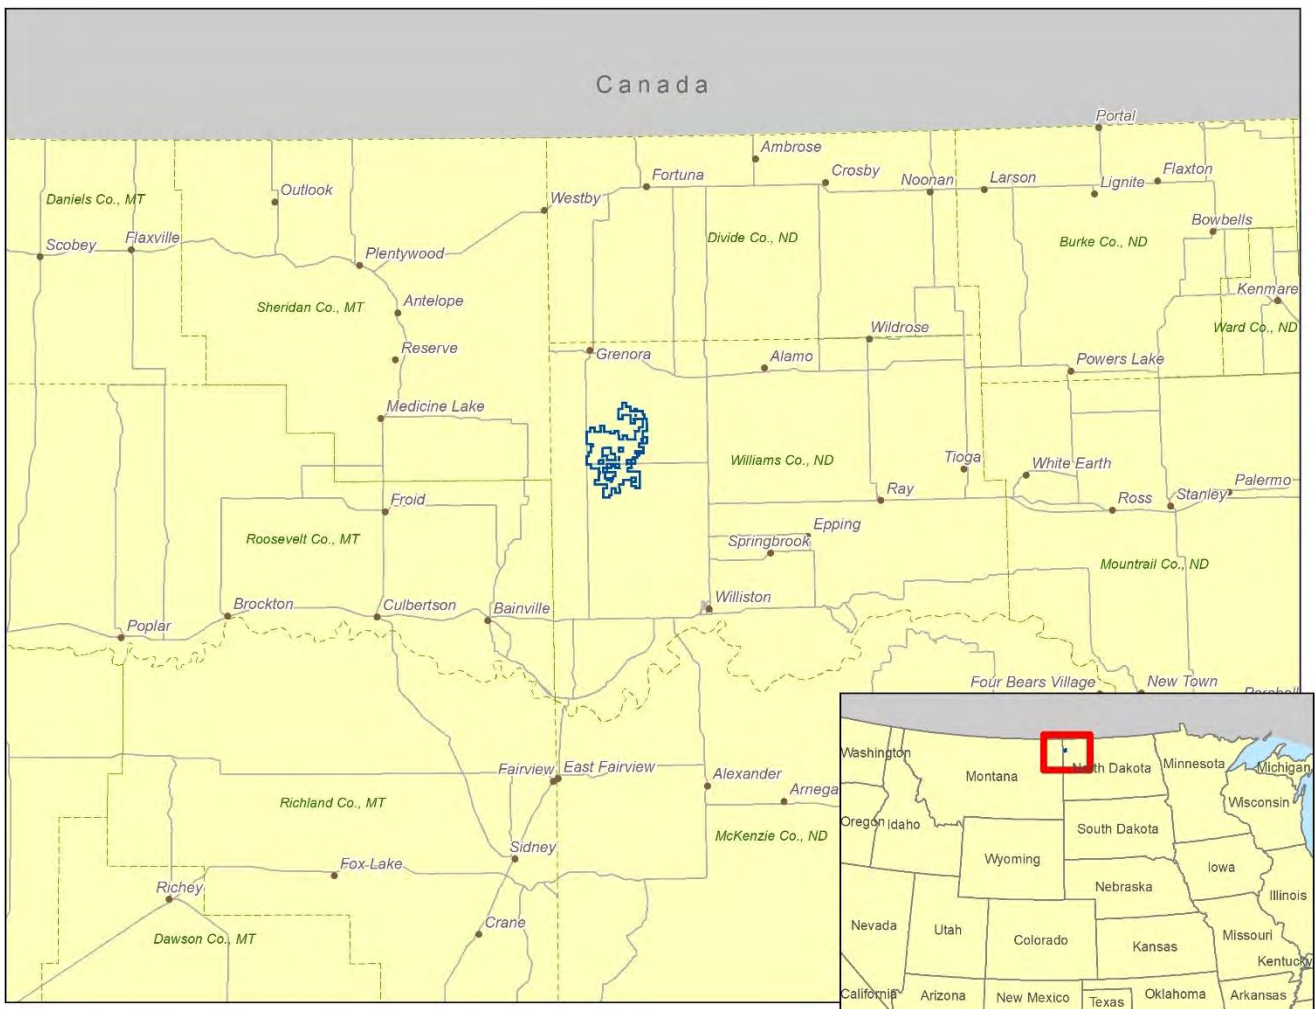 Canada
Portal
Ambrose
Crosby
Fortuna
Noonan
Larson
Lignite
Flaxton
Daniels Co., MT
Outlook
Westby
Bowbells
Scobey
Flaxville
Plentywood
Divide Co., ND
Burke Co., ND
Sheridan Co., MT
Antelope
Kenmare
Ward Co., ND
Wildrose
Reserve
Grenora
Alamo
Powers Lake
Medicine Lake
Williams Co., ND
Tioga
White Earth
Froid
Ray
Ross
Stanley
Palermo
Roosevelt Co., MT
Epping
Springbrook
Mountrail Co., ND
Brockton
Culbertson
Bainville
Williston
Poplar
Four Bears Village
New Town
Fairview
East Fairview
Alexander
Arnega
Richland Co., MT
McKenzie Co., ND
Sidney
Fox Lake
Richey
Crane
Dawson Co., MT
Washington
Montana
North Dakota
Minnesota
Michigan
Oregon
Idaho
Wisconsin
South Dakota
Wyoming
Iowa
Nebraska
Illinois
Nevada
Utah
Colorado
Kansas
Missouri
Kentucky
California
Arizona
New Mexico
Texas
Oklahoma
Arkansas